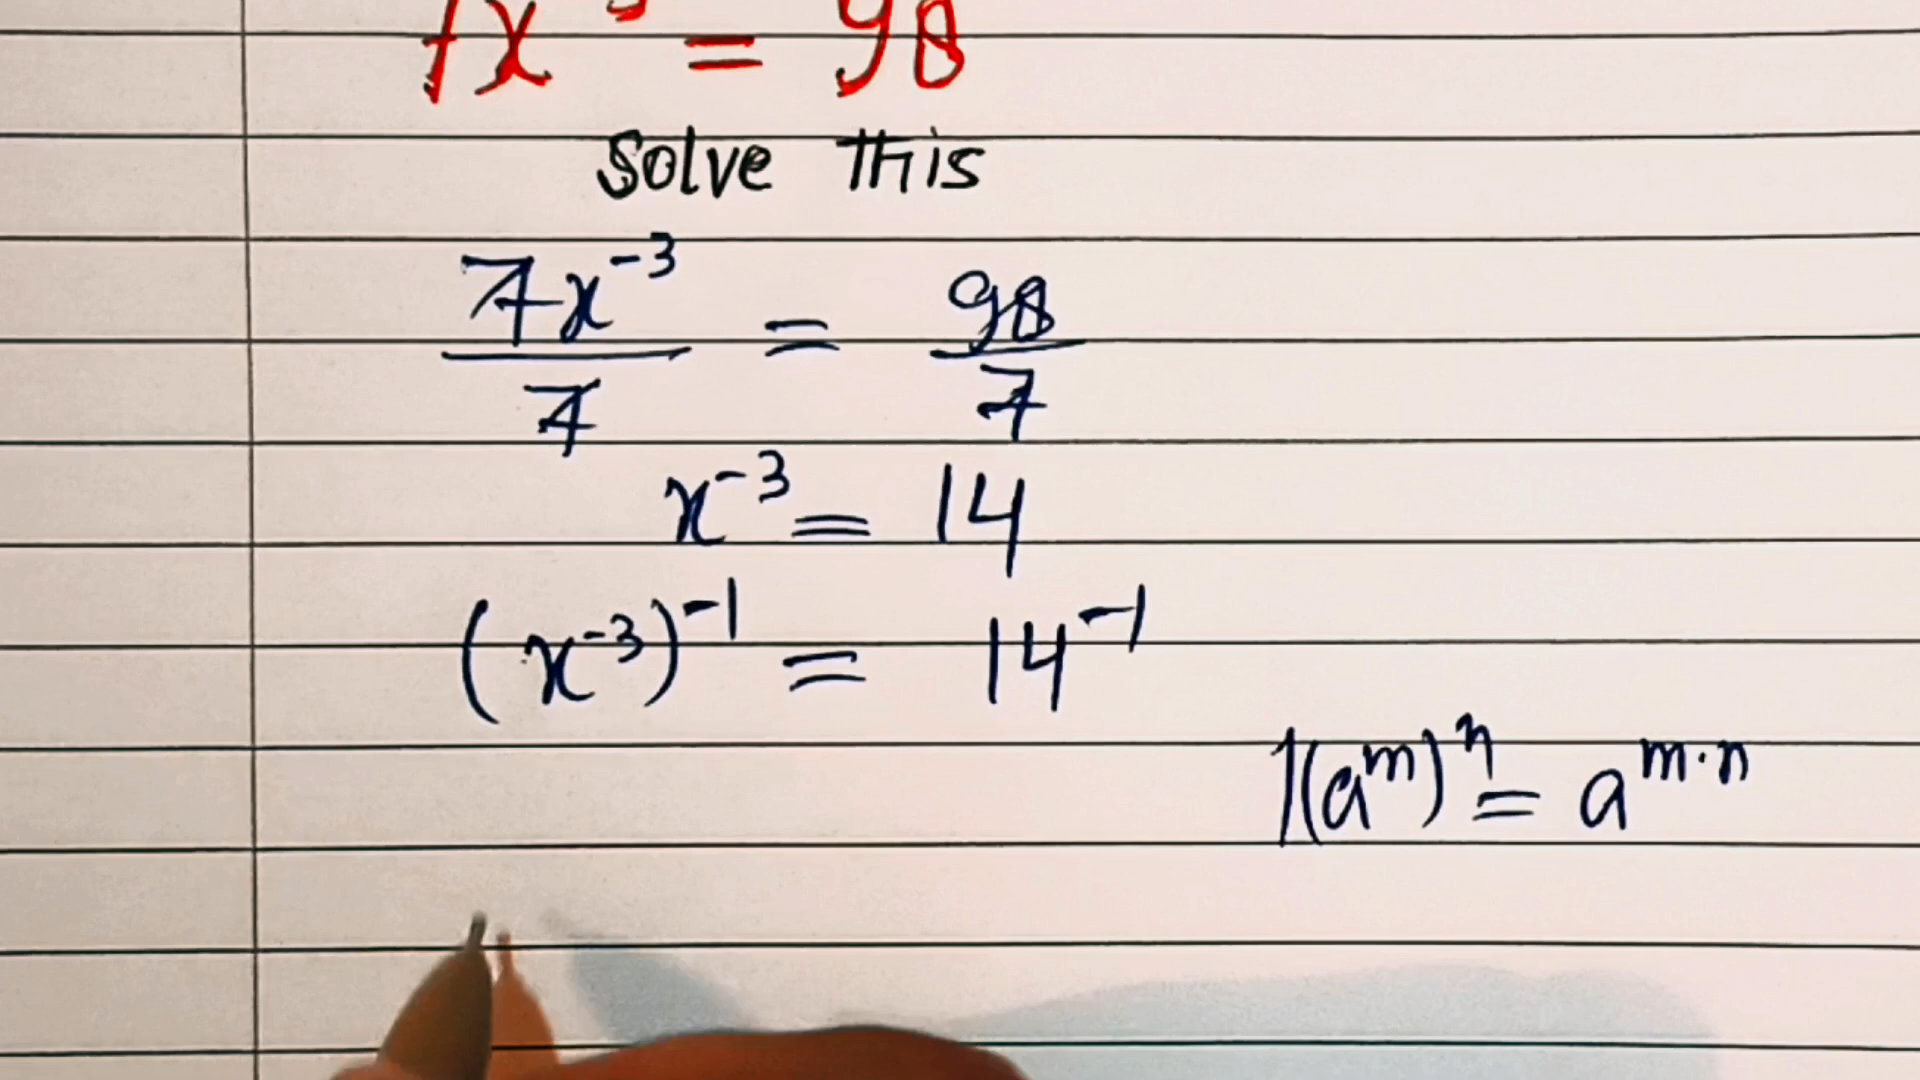 7x⁻³ = 98
Solve This
7x⁻³/7 = 98/7
x⁻³ = 14
(x⁻³)⁻¹ = 14⁻¹
|(aᵐ)ⁿ = aᵐ·ⁿ